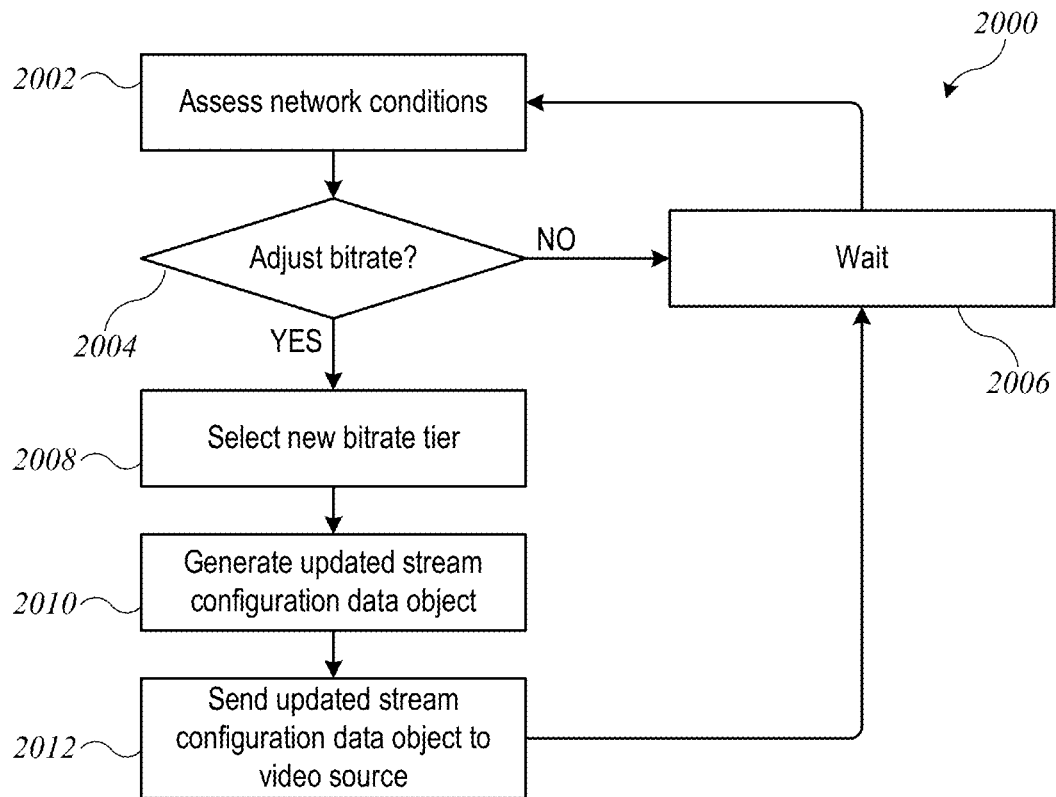 2000
2002
Assess network conditions
Adjust bitrate?
NO
Wait
2004
YES
2006
Select new bitrate tier
2008
Generate updated stream
configuration data object
2010
Send updated stream
configuration data object to
video source
2012